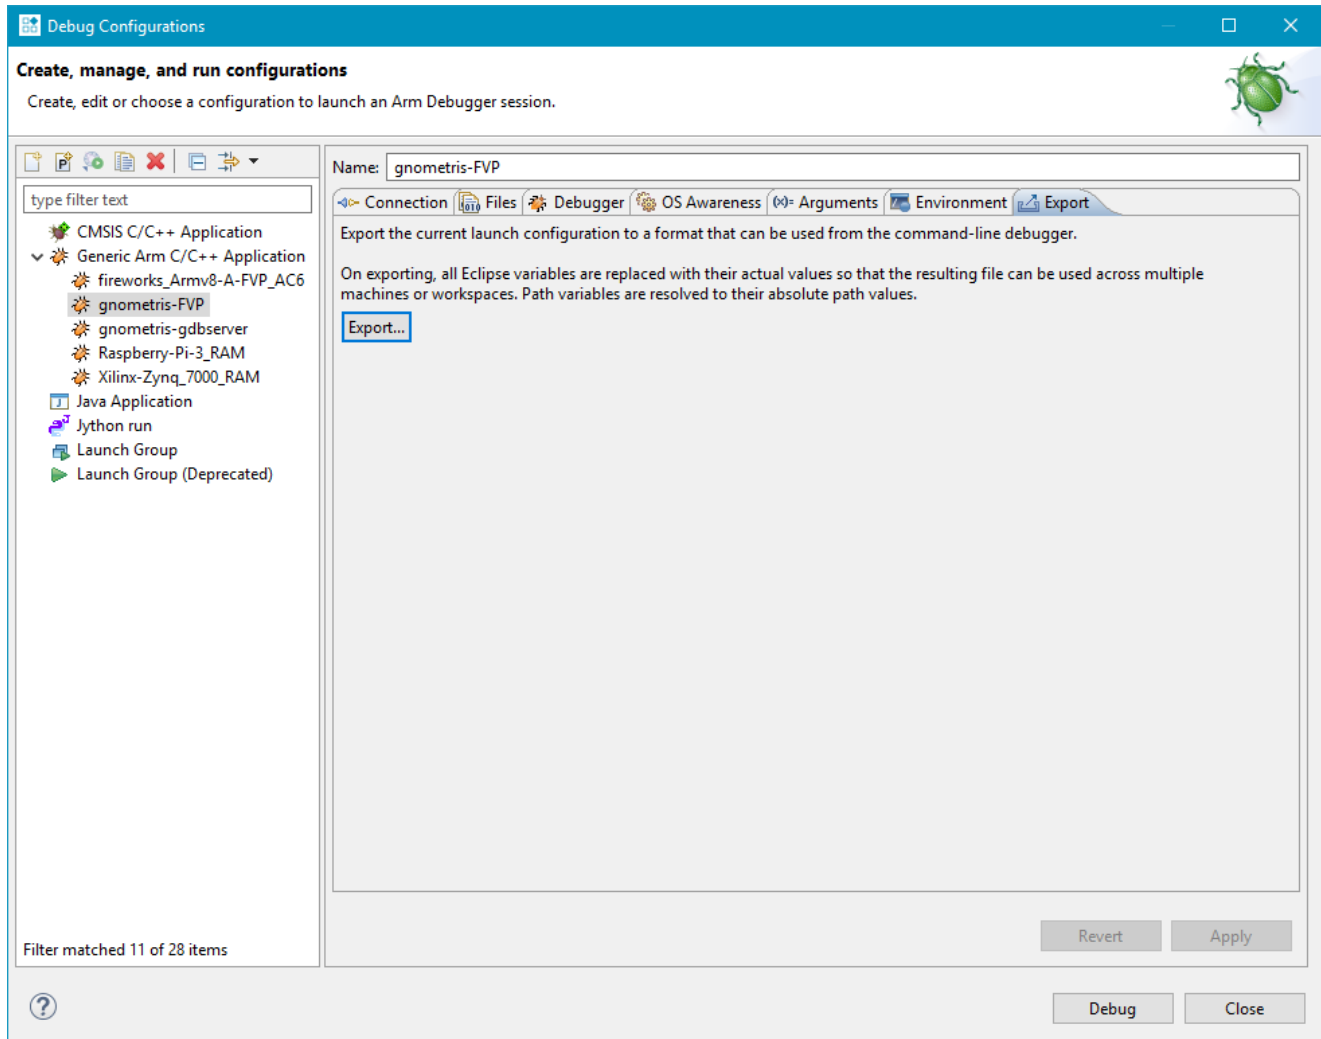 Debug Configurations
Create, manage, and run configurations
Create, edit or choose a configuration to launch an Arm Debugger session.
type filter text
CMSIS C/C++ Application
Generic Arm C/C++ Application
fireworks_Armv8-A-FVP_AC6
gnometris-FVP
gnometris-gdbserver
Raspberry-Pi-3_RAM
Xilinx-Zynq_7000_RAM
Java Application
Jython run
Launch Group
Launch Group (Deprecated)
Filter matched 11 of 28 items
Name: gnometris-FVP
Connection Files Debugger OS Awareness (x)= Arguments Environment Export
Export the current launch configuration to a format that can be used from the command-line debugger.
On exporting, all Eclipse variables are replaced with their actual values so that the resulting file can be used across multiple
machines or workspaces. Path variables are resolved to their absolute path values.
Export...
Revert Apply
Debug Close